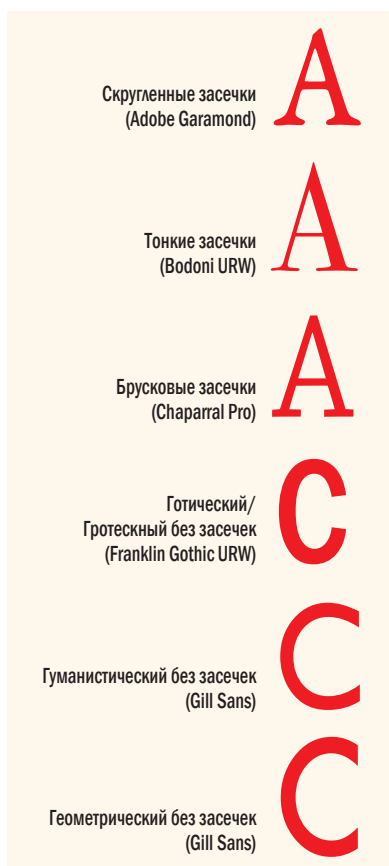 Скругленные засечки
(Adobe Garamond)
A
Тонкие засечки
(Bodoni URW)
A
Брусковые засечки
(Chaparral Pro)
A
Готический/
Гротескный без засечек
(Franklin Gothic URW)
C
Гуманистический без засечек
(Gill Sans)
C
Геометрический без засечек
(Gill Sans)
C